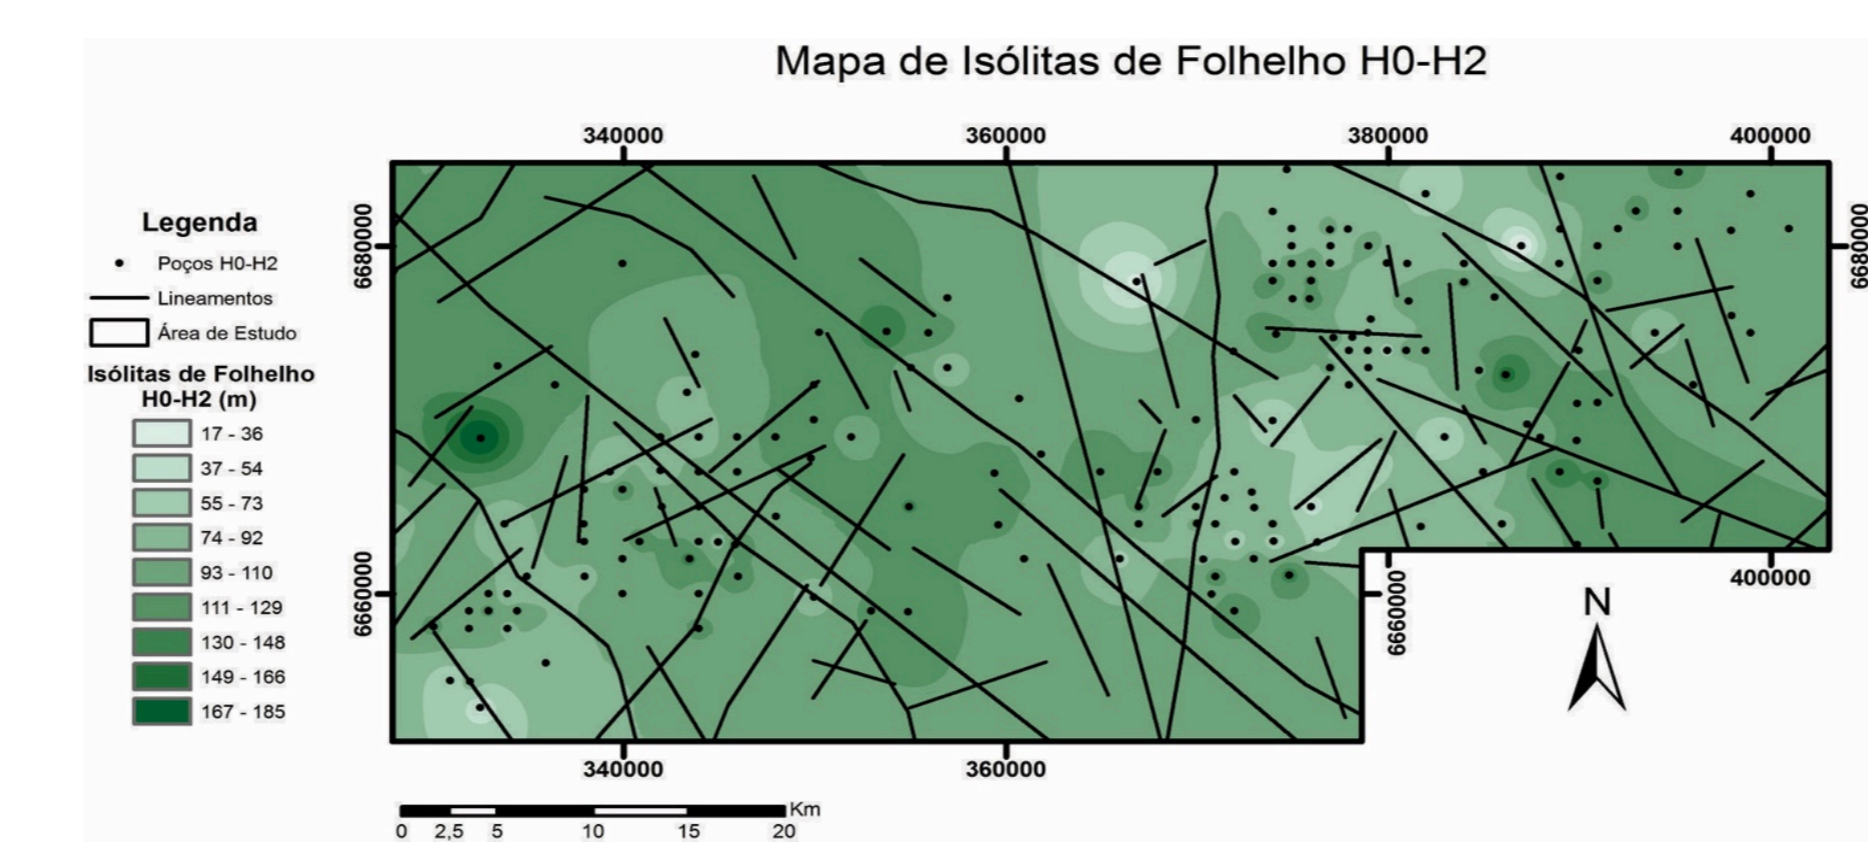 Mapa de Isólitas de Folhelho H0-H2
340000
360000
380000
400000
6680000
6680000
Legenda
Poços H0-H2
Lineamentos
Área de Estudo
Isólitas de Folhelho
H0-H2 (m)
17 - 36
37 - 54
55 - 73
74 - 92
93 - 110
111 - 129
130 - 148
149 - 166
167 - 185
6660000
6660000
400000
N
340000
360000
Km
0 2,5 5 10 15 20